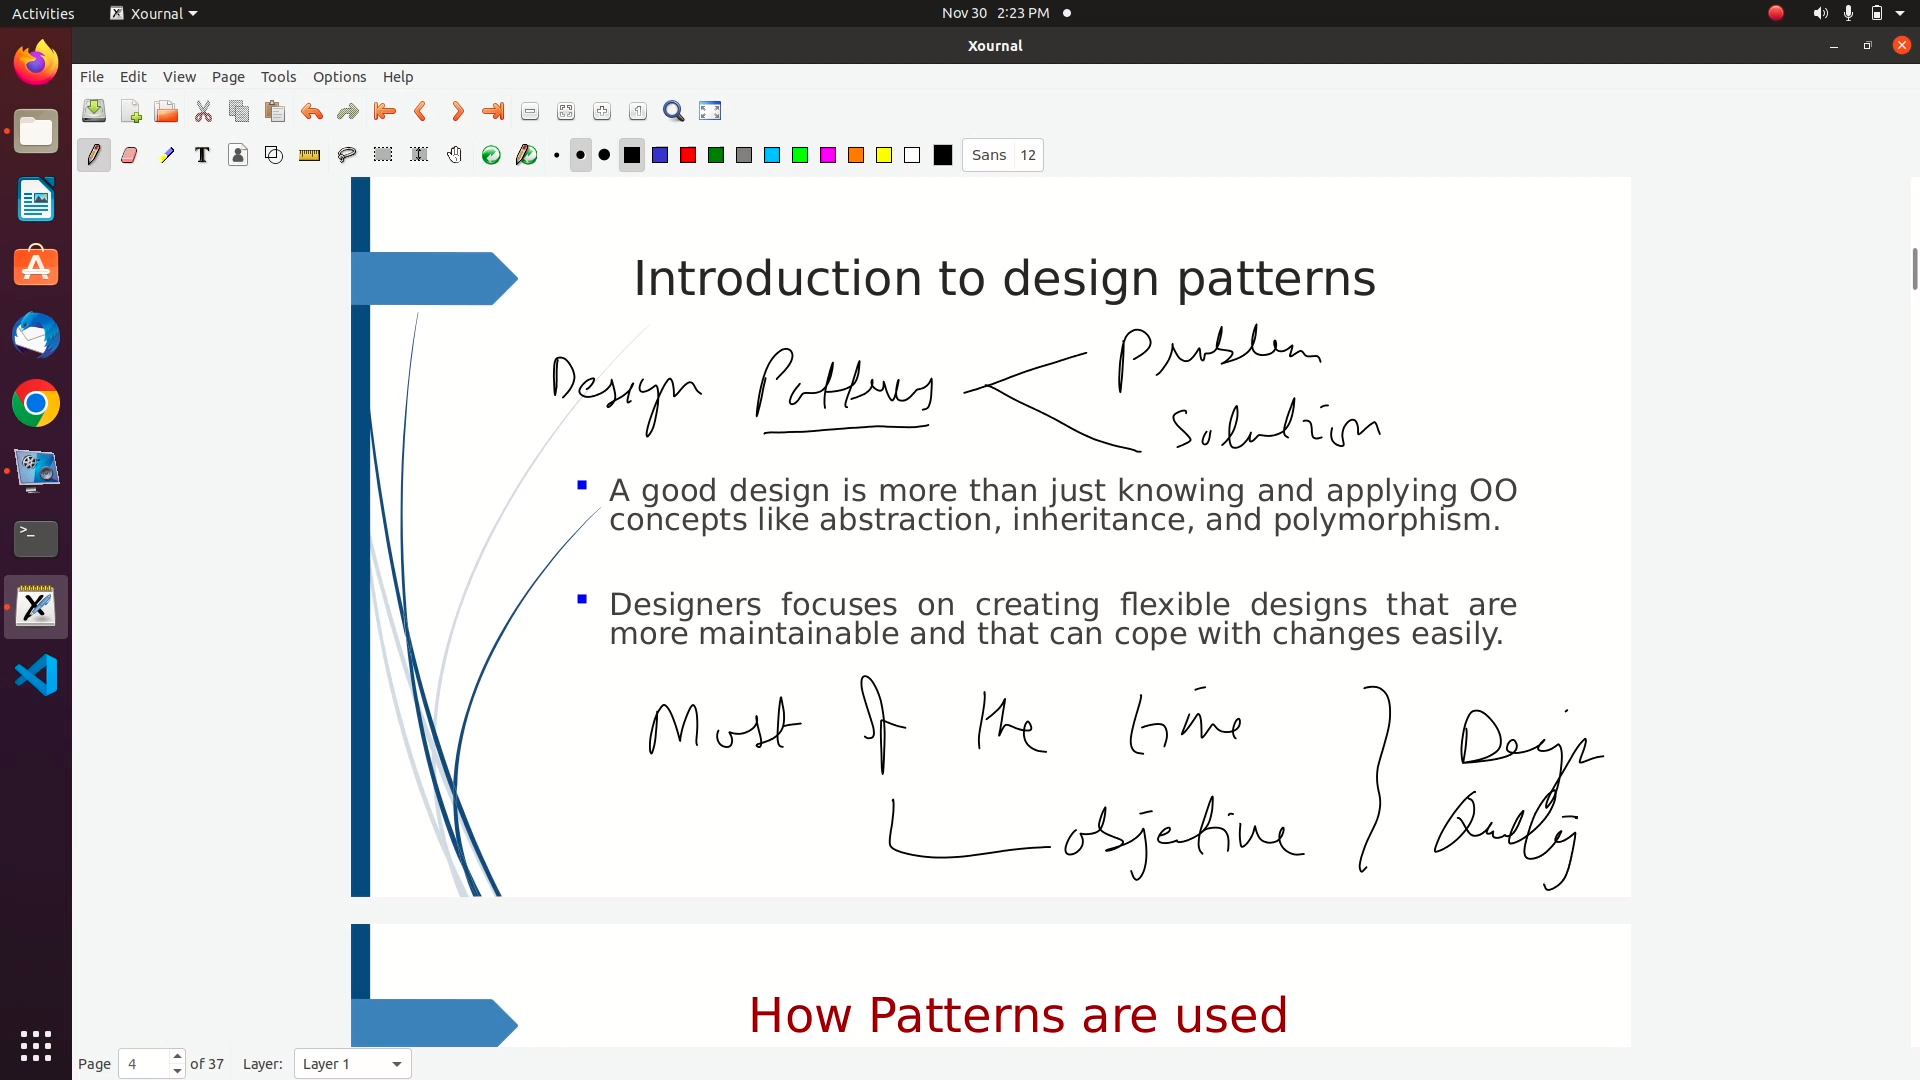 Activities Xournal Nov 30 2:23 PM
Xournal
File Edit View Page Tools Options Help
Sans 12
Introduction to design patterns
Design Patterns Problem
Solution
A good design is more than just knowing and applying OO
concepts like abstraction, inheritance, and polymorphism.
Designers focuses on creating flexible designs that are
more maintainable and that can cope with changes easily.
Most of the time Design
objective Quality
How Patterns are used
Page 4 of 37 Layer: Layer 1